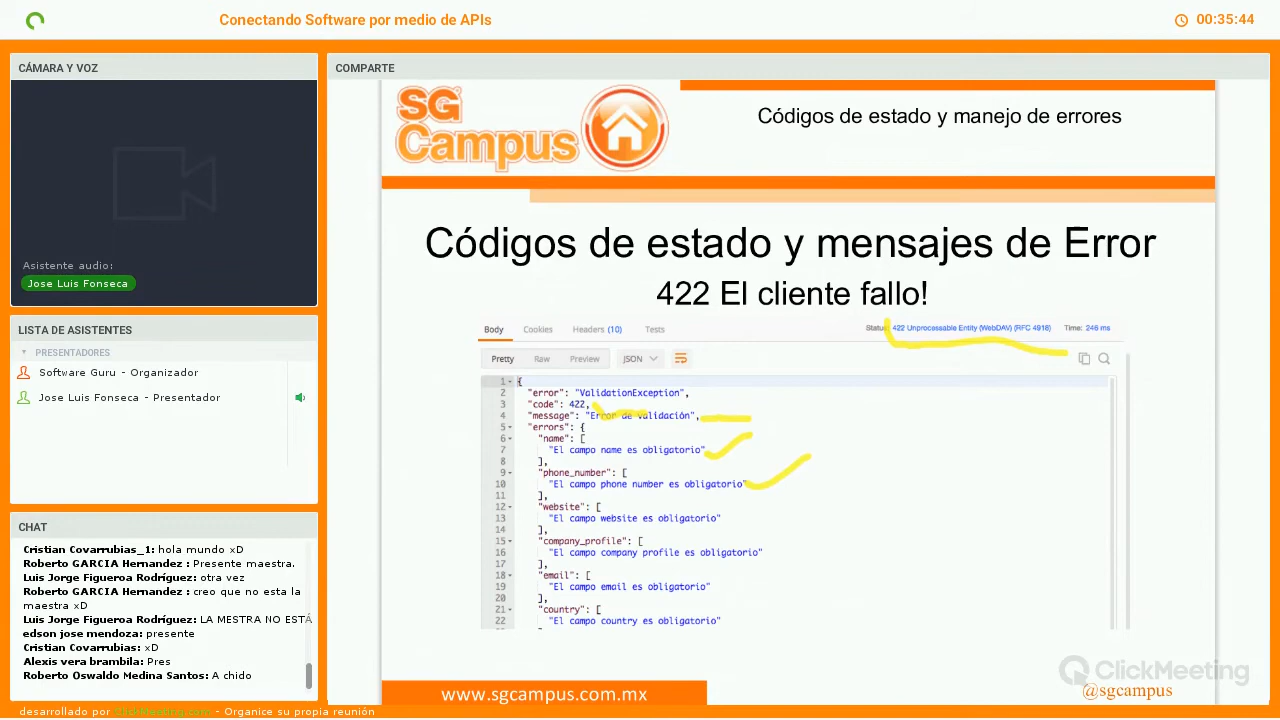 Conectando Software por medio de APIs
00:35:44
CÁMARA Y VOZ
Asistente audio:
Jose Luis Fonseca
LISTA DE ASISTENTES
PRESENTADORES
Software Guru - Organizador
Jose Luis Fonseca - Presentador
CHAT
Cristian Covarrubias_1: hola mundo xD
Roberto GARCIA Hernandez : Presente maestra.
Luis Jorge Figueroa Rodríguez: otra vez
Roberto GARCIA Hernandez : creo que no esta la
maestra xD
Luis Jorge Figueroa Rodríguez: LA MESTRA NO ESTÁ
edson jose mendoza: presente
Cristian Covarrubias: xD
Alexis vera brambila: Pres
Roberto Oswaldo Medina Santos: A chido
COMPARTE
SG
Campus
Códigos de estado y manejo de errores
Códigos de estado y mensajes de Error
422 El cliente fallo!
Body Cookies Headers (10) Tests
Status: 422 Unprocessable Entity (WebDAV) (RFC 4918) Time: 246 ms
Pretty Raw Preview JSON
1 {
2 "error": "ValidationException",
3 "code": 422,
4 "message": "Error de validación",
5 "errors": {
6 "name": [
7 "El campo name es obligatorio"
8 ],
9 "phone_number": [
10 "El campo phone number es obligatorio"
11 ],
12 "website": [
13 "El campo website es obligatorio"
14 ],
15 "company_profile": [
16 "El campo company profile es obligatorio"
17 ],
18 "email": [
19 "El campo email es obligatorio"
20 ],
21 "country": [
22 "El campo country es obligatorio"
www.sgcampus.com.mx
ClickMeeting
@sgcampus
desarrollado por ClickMeeting.com - Organice su propia reunión